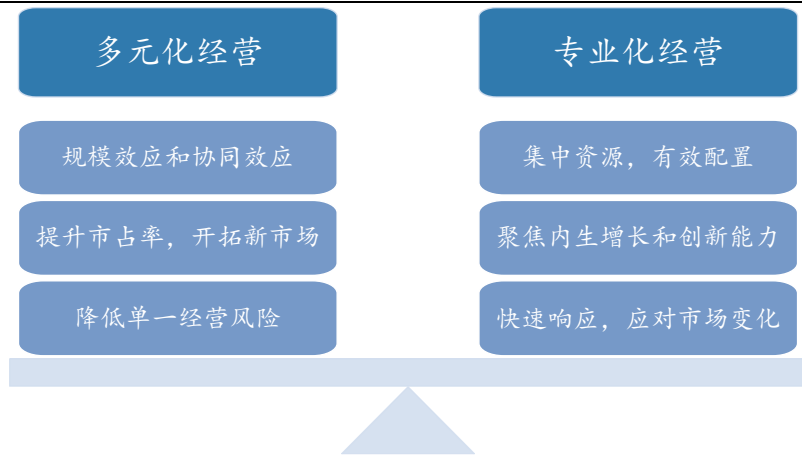 多元化经营
规模效应和协同效应
提升市占率，开拓新市场
降低单一经营风险
专业化经营
集中资源，有效配置
聚焦内生增长和创新能力
快速响应，应对市场变化